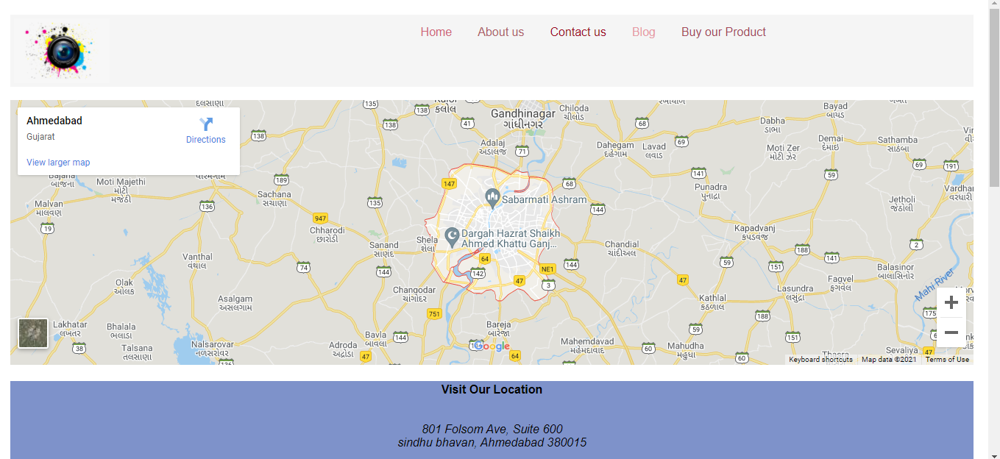 Home About us Contact us Blog Buy our Product
Ahmedabad
Gujarat
Directions
View larger map
દેલસાણા
135
138
કલોલ
138
41
Gandhinagar
ગાંધીનગર
Chiloda
ચીલોડા
68
Bayad
બાયડ
Dabha
ડાભા
138
Adalaj
અડાલજ
71
Dahegam
દહેગામ
Lavad
લવાડ
69
Moti Zer
મોટી ઝેર
Demai
દેમાઇ
Sathamba
સાઠંબા
69
191
Moti Majethi
મોટી
મજેઠી
189
147
68
141
59
Malvan
માલવણ
19
136
Sachana
સચાણા
135
Sabarmati Ashram
144
Punadra
પુનાદ્રા
Jetholi
જેઠોલી
947
Chharodi
છારોડી
Sanand
સાણંદ
Shela
શેલા
Dargah Hazrat Shaikh
Ahmed Khattu Ganj...
Chandial
ચાંદીએલ
Kapadvanj
કપડવંજ
188
2
Vanthal
વંથાલ
74
144
64
142
NE1
144
59
151
141
Balasinor
બાલાસિનોર
Olak
ઓલક
Changodar
ચાંગોદર
47
3
47
Lasundra
લસુંદ્રા
Fagvel
ફાગવેલ
Mahi River
Asalgam
અસલગામ
751
Kathlal
કઠલાલ
188
175
Lakhatar
લખતર
Bhalala
ભલાડા
Bareja
બારેજા
59
38
Talsana
તલસાણા
Nalsarovar
નળસરોવર
Adroda
અદ્રોડા
Bavla
બાવલા
144
Google
Mahemdavad
મહેમદાવાદ
60
Mahudha
મહુધા
151
Sevaliya
47
47
64
60
Keyboard shortcuts Map data ©2021 Terms of Use
Visit Our Location
801 Folsom Ave, Suite 600
sindhu bhavan, Ahmedabad 380015